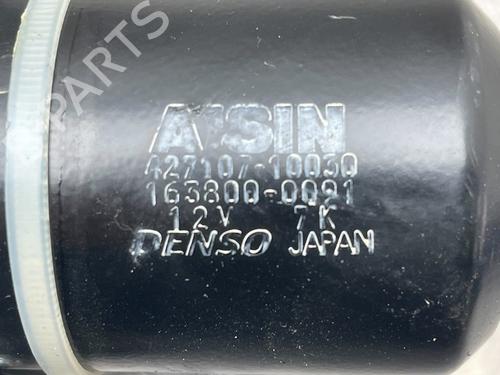 PARTS
AISIN
427107-10030
163800-0091
12V 7K
DENSO JAPAN